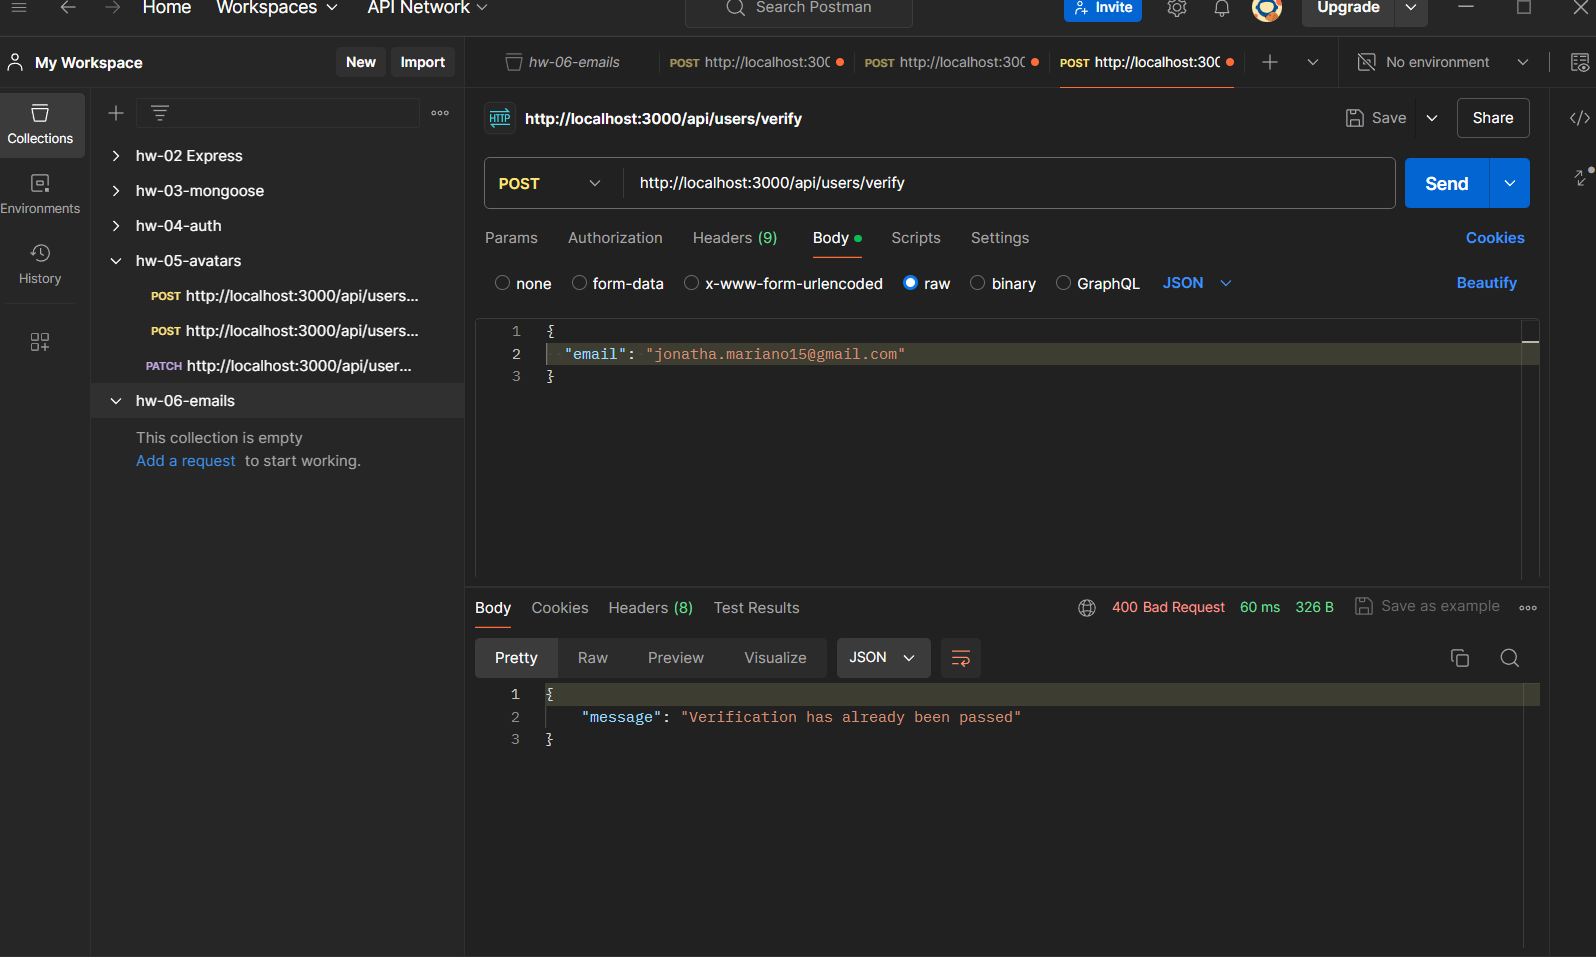 Home Workspaces API Network Search Postman Invite Upgrade
My Workspace New Import hw-06-emails POST http://localhost:300 POST http://localhost:300 POST http://localhost:300 No environment
Collections
Environments
History
hw-02 Express
hw-03-mongoose
hw-04-auth
hw-05-avatars
POST http://localhost:3000/api/users...
POST http://localhost:3000/api/users...
PATCH http://localhost:3000/api/user...
hw-06-emails
This collection is empty
Add a request to start working.
HTTP http://localhost:3000/api/users/verify Save Share
POST http://localhost:3000/api/users/verify Send
Params Authorization Headers (9) Body Scripts Settings Cookies
none form-data x-www-form-urlencoded raw binary GraphQL JSON Beautify
1 {
2 "email": "jonatha.mariano15@gmail.com"
3 }
Body Cookies Headers (8) Test Results 400 Bad Request 60 ms 326 B Save as example
Pretty Raw Preview Visualize JSON
1 {
2 "message": "Verification has already been passed"
3 }